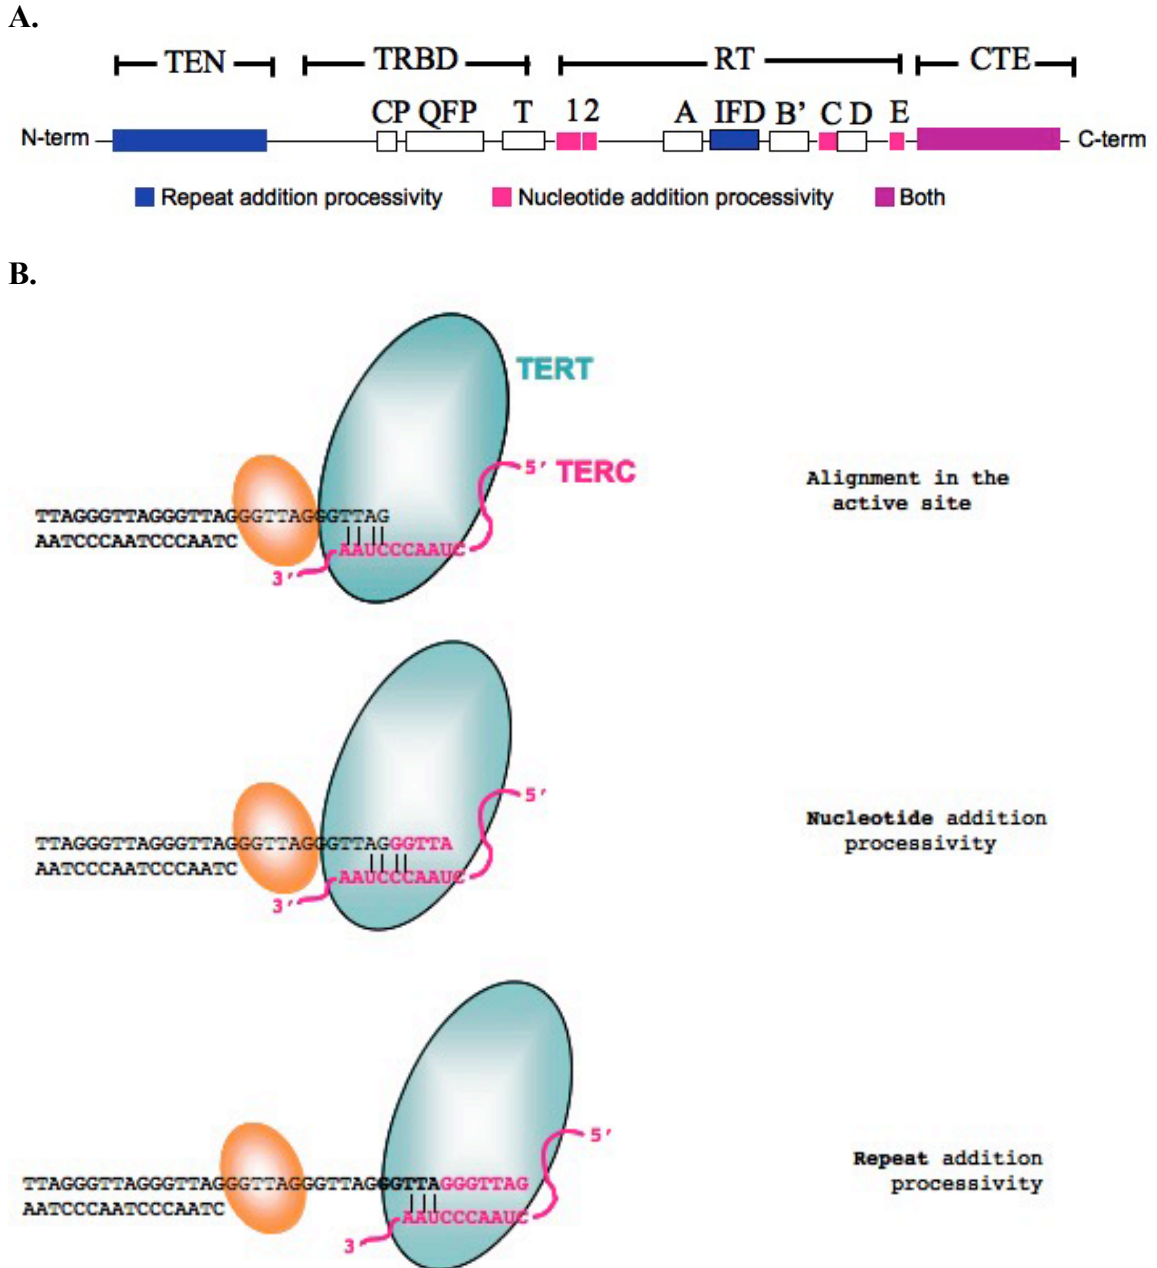 A.
TEN TRBD RT CTE
CP QFP T 1 2 A IFD B’ C D E
N-term C-term
Repeat addition processivity Nucleotide addition processivity Both
B.
TERT
5' TERC
Alignment in the
active site
TTAGGGTTAGGGTTAGGGTTAGGGTTAG
AATCCCAATCCCAATC
AAUCCCAAUC
3'
5'
Nucleotide addition
processivity
TTAGGGTTAGGGTTAGGGTTAGGGTTAGGGTTA
AATCCCAATCCCAATC
AAUCCCAAUC
3'
5'
Repeat addition
processivity
TTAGGGTTAGGGTTAGGGTTAGGGTTAGGGTTAGGGTTAG
AATCCCAATCCCAATC
AAUCCCAAUC
3